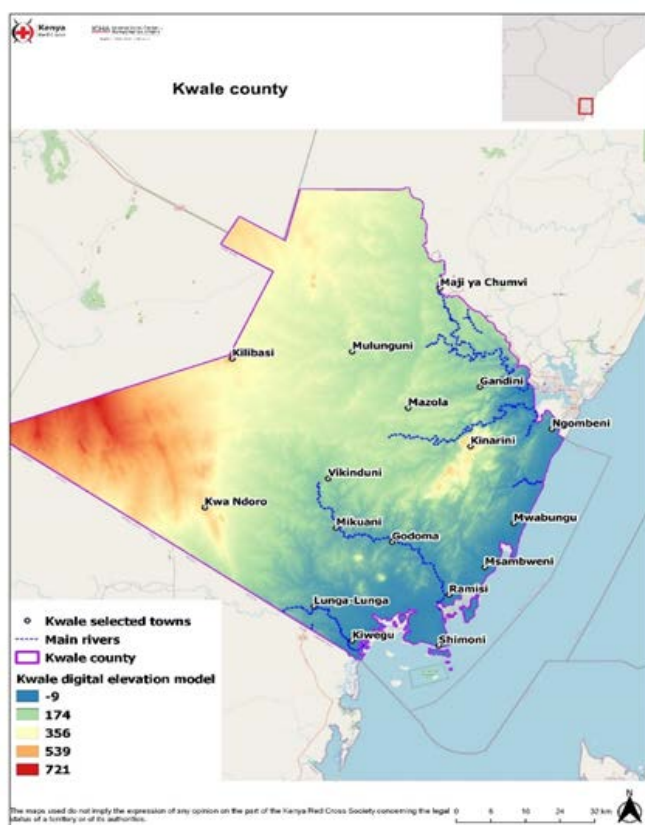 Kenya
Kwale county
Maji ya Chumvi
Kilibasi
Mulunguni
Gandini
Mazola
Ngombeni
Kinarini
Vikinduni
Kwa Ndoro
Mikuani
Godoma
Mwabungu
Msambweni
Ramisi
Lunga-Lunga
Kiwegu
Shimoni
Kwale selected towns
Main rivers
Kwale county
Kwale digital elevation model
-9
174
356
539
721
The maps used do not imply the expression of any opinion on the part of the Kenya Red Cross Society concerning the legal
status of a territory or of its authorities.
0 8 16 24 32 km
N